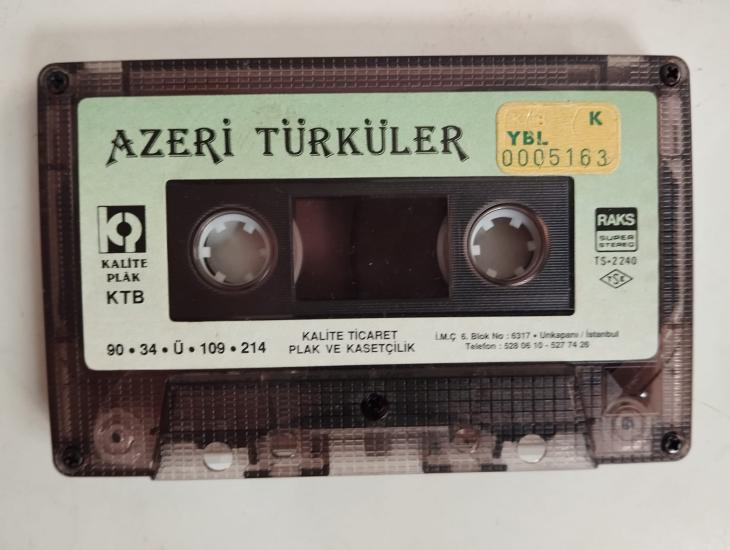 AZERİ TÜRKÜLER
K
YBL
0005163
KALİTE
PLÂK
KTB
RAKS
SUPER
STEREO
TS•2240
TSE
90 • 34 • Ü • 109 • 214
KALİTE TİCARET
PLAK VE KASETÇİLİK
İ.M.Ç 6. Blok No : 6317 • Unkapanı / İstanbul
Telefon : 528 06 10 - 527 74 26